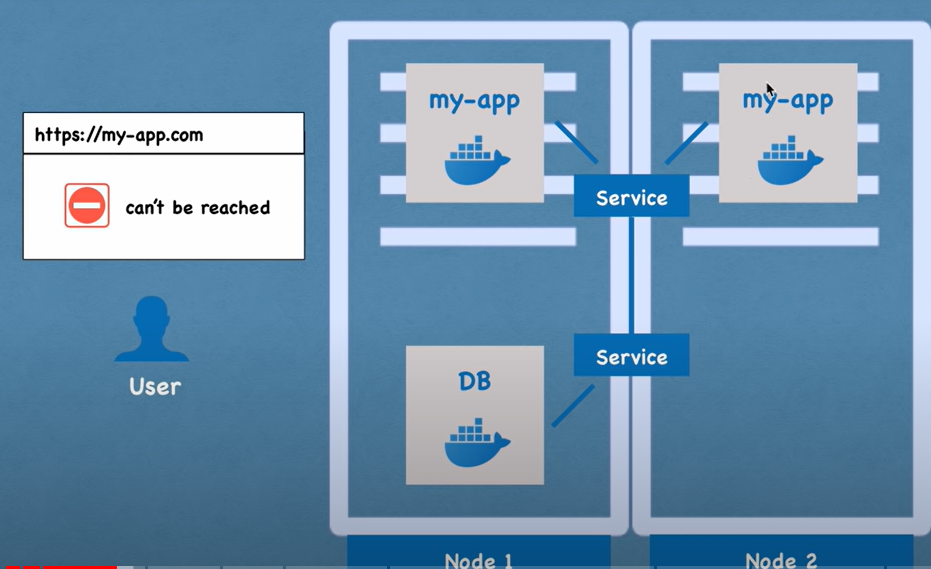 https://my-app.com
can't be reached
User
my-app
my-app
Service
Service
DB
Node 1
Node 2